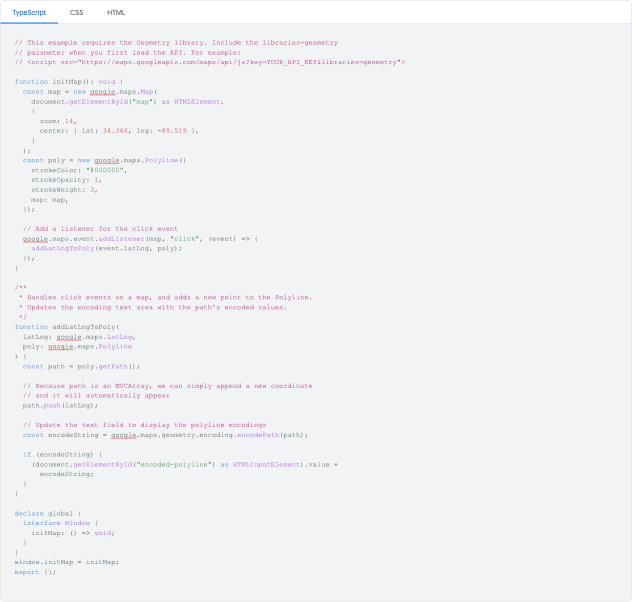 TypeScript CSS HTML
// This example requires the Geometry library. Include the libraries=geometry
// parameter when you first load the API. For example:
// <script src="https://maps.googleapis.com/maps/api/js?key=YOUR_API_KEY&libraries=geometry">
function initMap(): void {
const map = new google.maps.Map(
document.getElementById("map") as HTMLElement,
{
zoom: 14,
center: { lat: 34.366, lng: -89.519 },
}
);
const poly = new google.maps.Polyline({
strokeColor: "#000000",
strokeOpacity: 1,
strokeWeight: 3,
map: map,
});
// Add a listener for the click event
google.maps.event.addListener(map, "click", (event) => {
addLatLngToPoly(event.latLng, poly);
});
}
/**
* Handles click events on a map, and adds a new point to the Polyline.
* Updates the encoding text area with the path's encoded values.
*/
function addLatLngToPoly(
latLng: google.maps.LatLng,
poly: google.maps.Polyline
) {
const path = poly.getPath();
// Because path is an MVCArray, we can simply append a new coordinate
// and it will automatically appear
path.push(latLng);
// Update the text field to display the polyline encodings
const encodeString = google.maps.geometry.encoding.encodePath(path);
if (encodeString) {
(document.getElementById("encoded-polyline") as HTMLInputElement).value =
encodeString;
}
}
declare global {
interface Window {
initMap: () => void;
}
}
window.initMap = initMap;
export {};